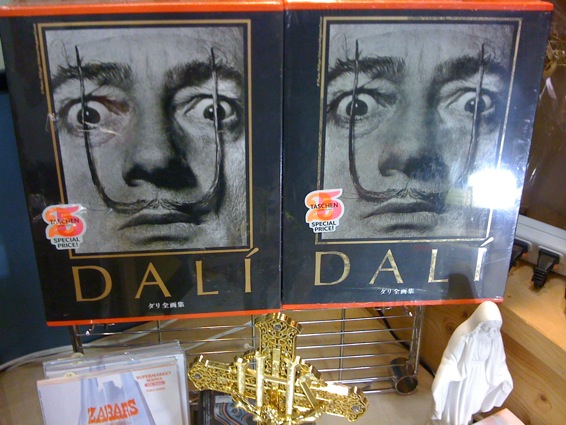 TASCHEN
SPECIAL
PRICE!
DALÍ
ダリ全画集
TASCHEN
SPECIAL
PRICE!
DALÍ
ダリ全画集
ZABARS